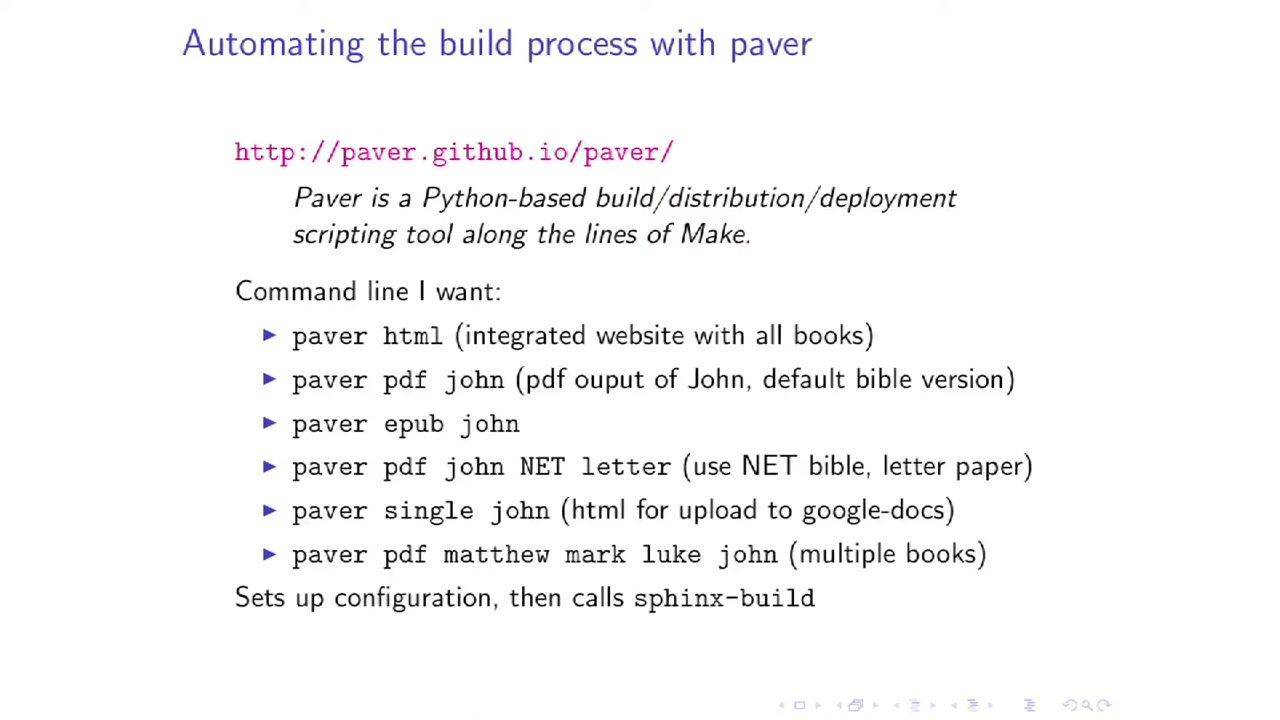 Automating the build process with paver
http://paver.github.io/paver/
Paver is a Python-based build/distribution/deployment
scripting tool along the lines of Make.
Command line I want:
paver html (integrated website with all books)
paver pdf john (pdf ouput of John, default bible version)
paver epub john
paver pdf john NET letter (use NET bible, letter paper)
paver single john (html for upload to google-docs)
paver pdf matthew mark luke john (multiple books)
Sets up configuration, then calls sphinx-build